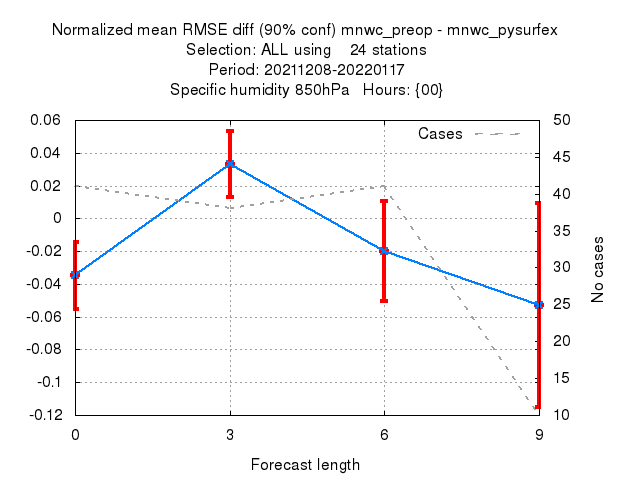 Normalized mean RMSE diff (90% conf) mnwc_preop - mnwc_pysurfex
Selection: ALL using    24 stations
Period: 20211208-20220117
Specific humidity 850hPa   Hours: {00}
0.06
0.04
0.02
0
-0.02
-0.04
-0.06
-0.08
-0.1
-0.12
Cases
50
45
40
35
30
25
20
15
10
No cases
0 3 6 9
Forecast length